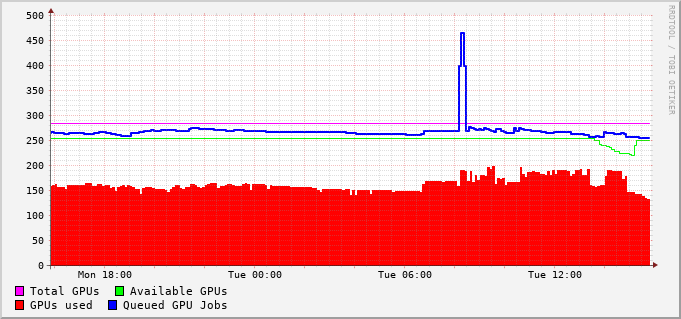 500
450
400
350
300
250
200
150
100
50
0
Mon 18:00 Tue 00:00 Tue 06:00 Tue 12:00
Total GPUs Available GPUs
GPUs used Queued GPU Jobs
RRDTOOL / TOBI OETIKER